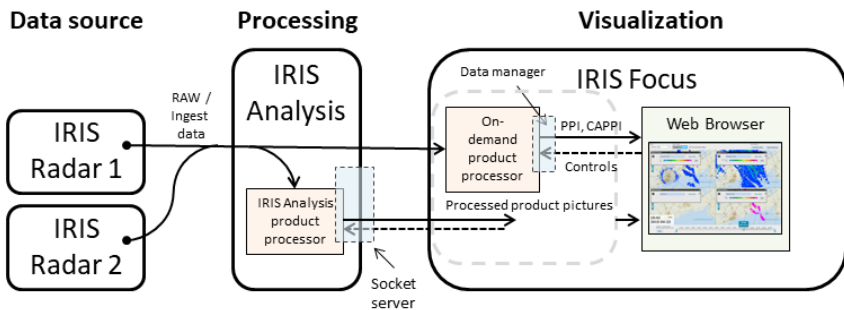 Data source
Processing
Visualization
IRIS
Radar 1
IRIS
Radar 2
RAW /
Ingest
data
IRIS
Analysis
IRIS Analysis
product
processor
Socket
server
Data manager
IRIS Focus
On-
demand
product
processor
PPI, CAPPI
Controls
Processed product pictures
Web Browser